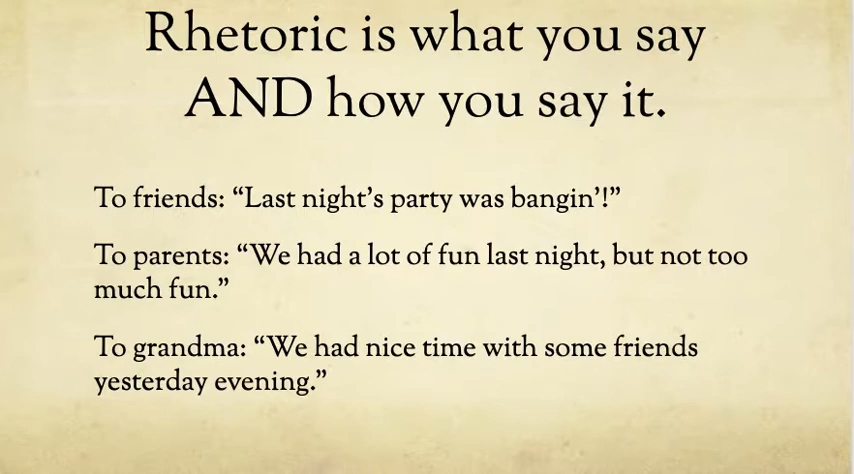 Rhetoric is what you say
AND how you say it.
To friends: “Last night’s party was bangin’!”
To parents: “We had a lot of fun last night, but not too
much fun.”
To grandma: “We had nice time with some friends
yesterday evening.”